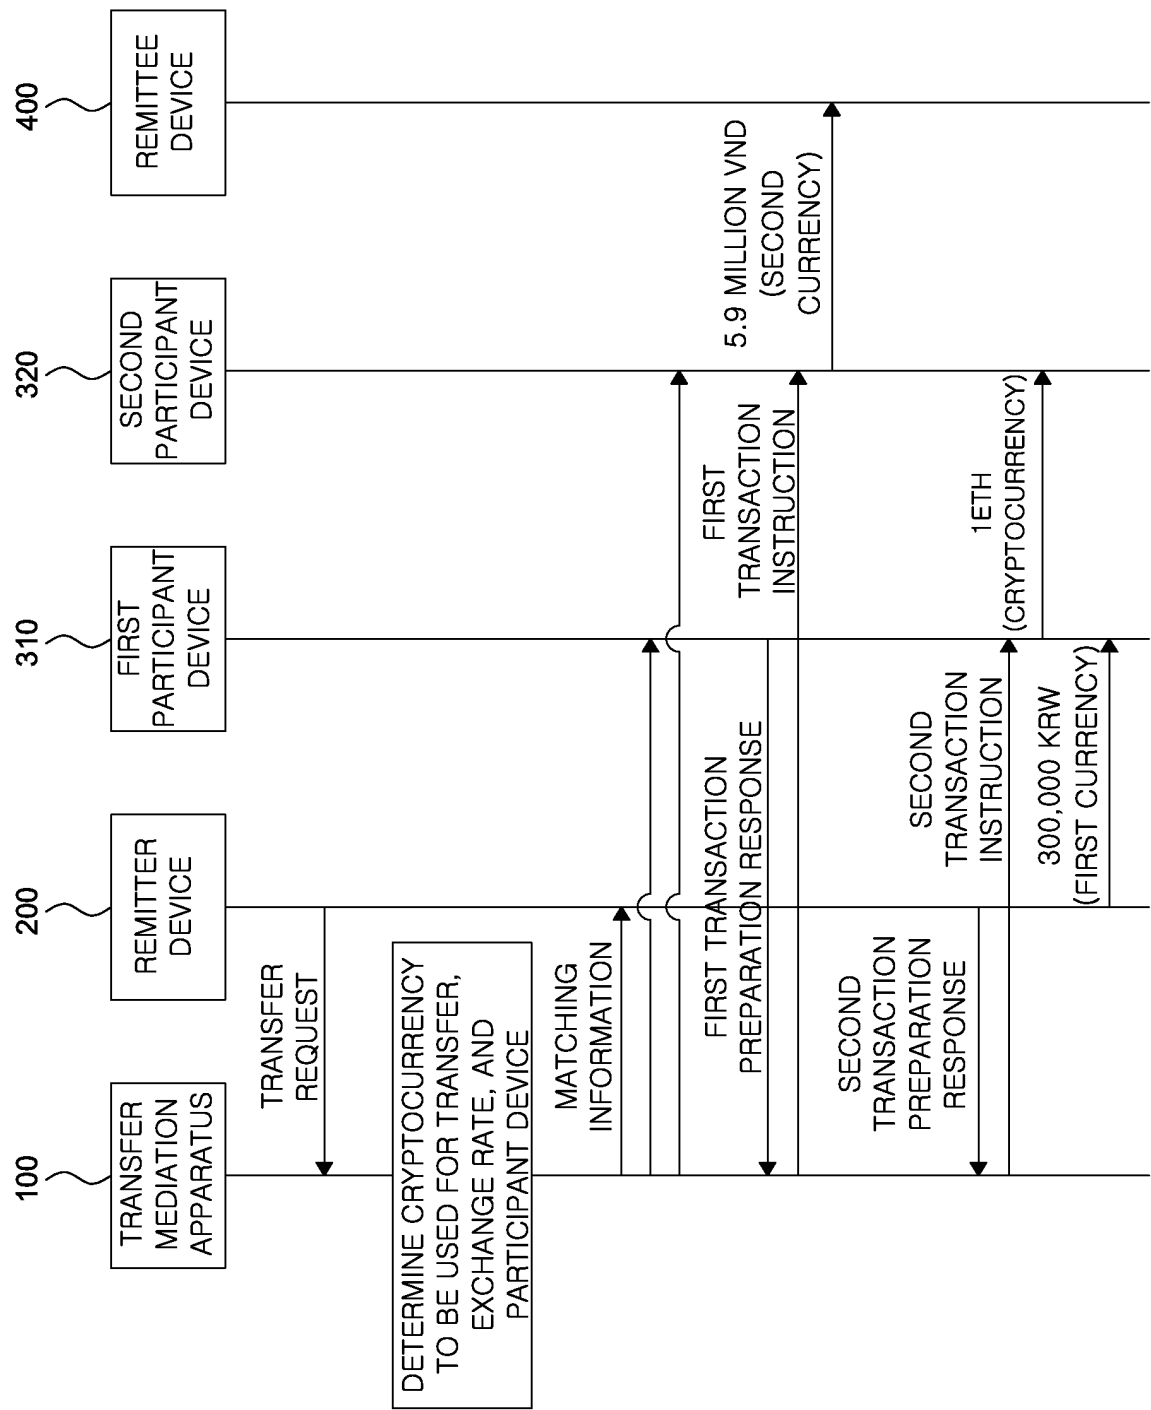 100
200
310
320
400
TRANSFER
MEDIATION
APPARATUS
REMITTER
DEVICE
FIRST
PARTICIPANT
DEVICE
SECOND
PARTICIPANT
DEVICE
REMITTEE
DEVICE
TRANSFER
REQUEST
DETERMINE CRYPTOCURRENCY
TO BE USED FOR TRANSFER,
EXCHANGE RATE, AND
PARTICIPANT DEVICE
MATCHING
INFORMATION
FIRST TRANSACTION
PREPARATION RESPONSE
FIRST
TRANSACTION
INSTRUCTION
5.9 MILLION VND
(SECOND
CURRENCY)
SECOND
TRANSACTION
PREPARATION
RESPONSE
SECOND
TRANSACTION
INSTRUCTION
1ETH
(CRYPTOCURRENCY)
300,000 KRW
(FIRST CURRENCY)